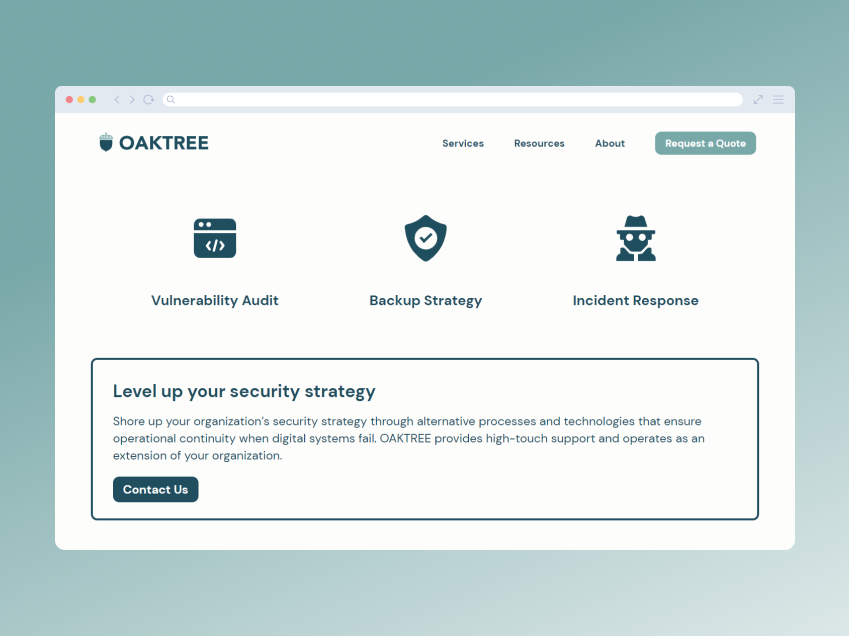 OAKTREE
Services Resources About Request a Quote
Vulnerability Audit Backup Strategy Incident Response
Level up your security strategy
Shore up your organization’s security strategy through alternative processes and technologies that ensure
operational continuity when digital systems fail. OAKTREE provides high-touch support and operates as an
extension of your organization.
Contact Us